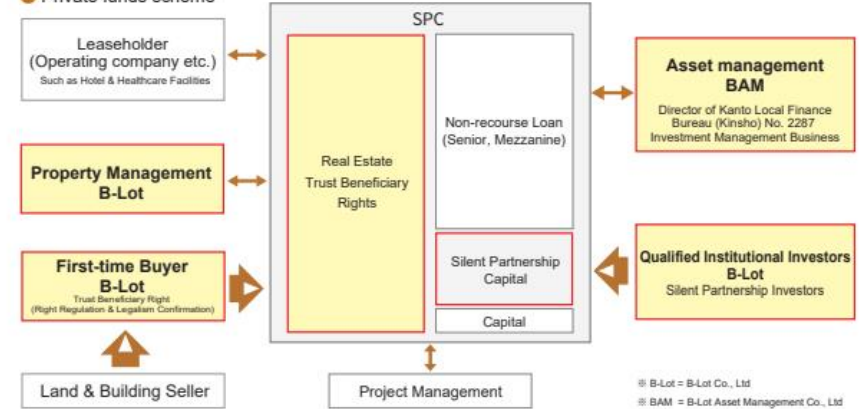 Private funds scheme
SPC
Leaseholder
(Operating company etc.)
Such as Hotel & Healthcare Facilities
Property Management
B-Lot
First-time Buyer
B-Lot
Trust Beneficiary Right
(Right Regulation & Legalism Confirmation)
Land & Building Seller
Real Estate
Trust Beneficiary
Rights
Non-recourse Loan
(Senior, Mezzanine)
Silent Partnership
Capital
Capital
Project Management
Asset management
BAM
Director of Kanto Local Finance
Bureau (Kinsho) No. 2287
Investment Management Business
Qualified Institutional Investors
B-Lot
Silent Partnership Investors
※ B-Lot = B-Lot Co., Ltd
※ BAM = B-Lot Asset Management Co., Ltd